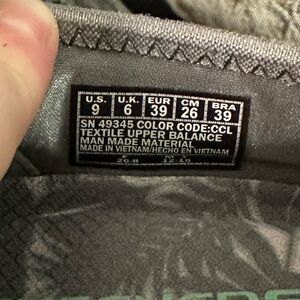 U.S. U.K. EUR CM BRA
9 6 39 26 39
SN 49345 COLOR CODE:CCL
TEXTILE UPPER BALANCE
MAN MADE MATERIAL
MADE IN VIETNAM/HECHO EN VIETNAM